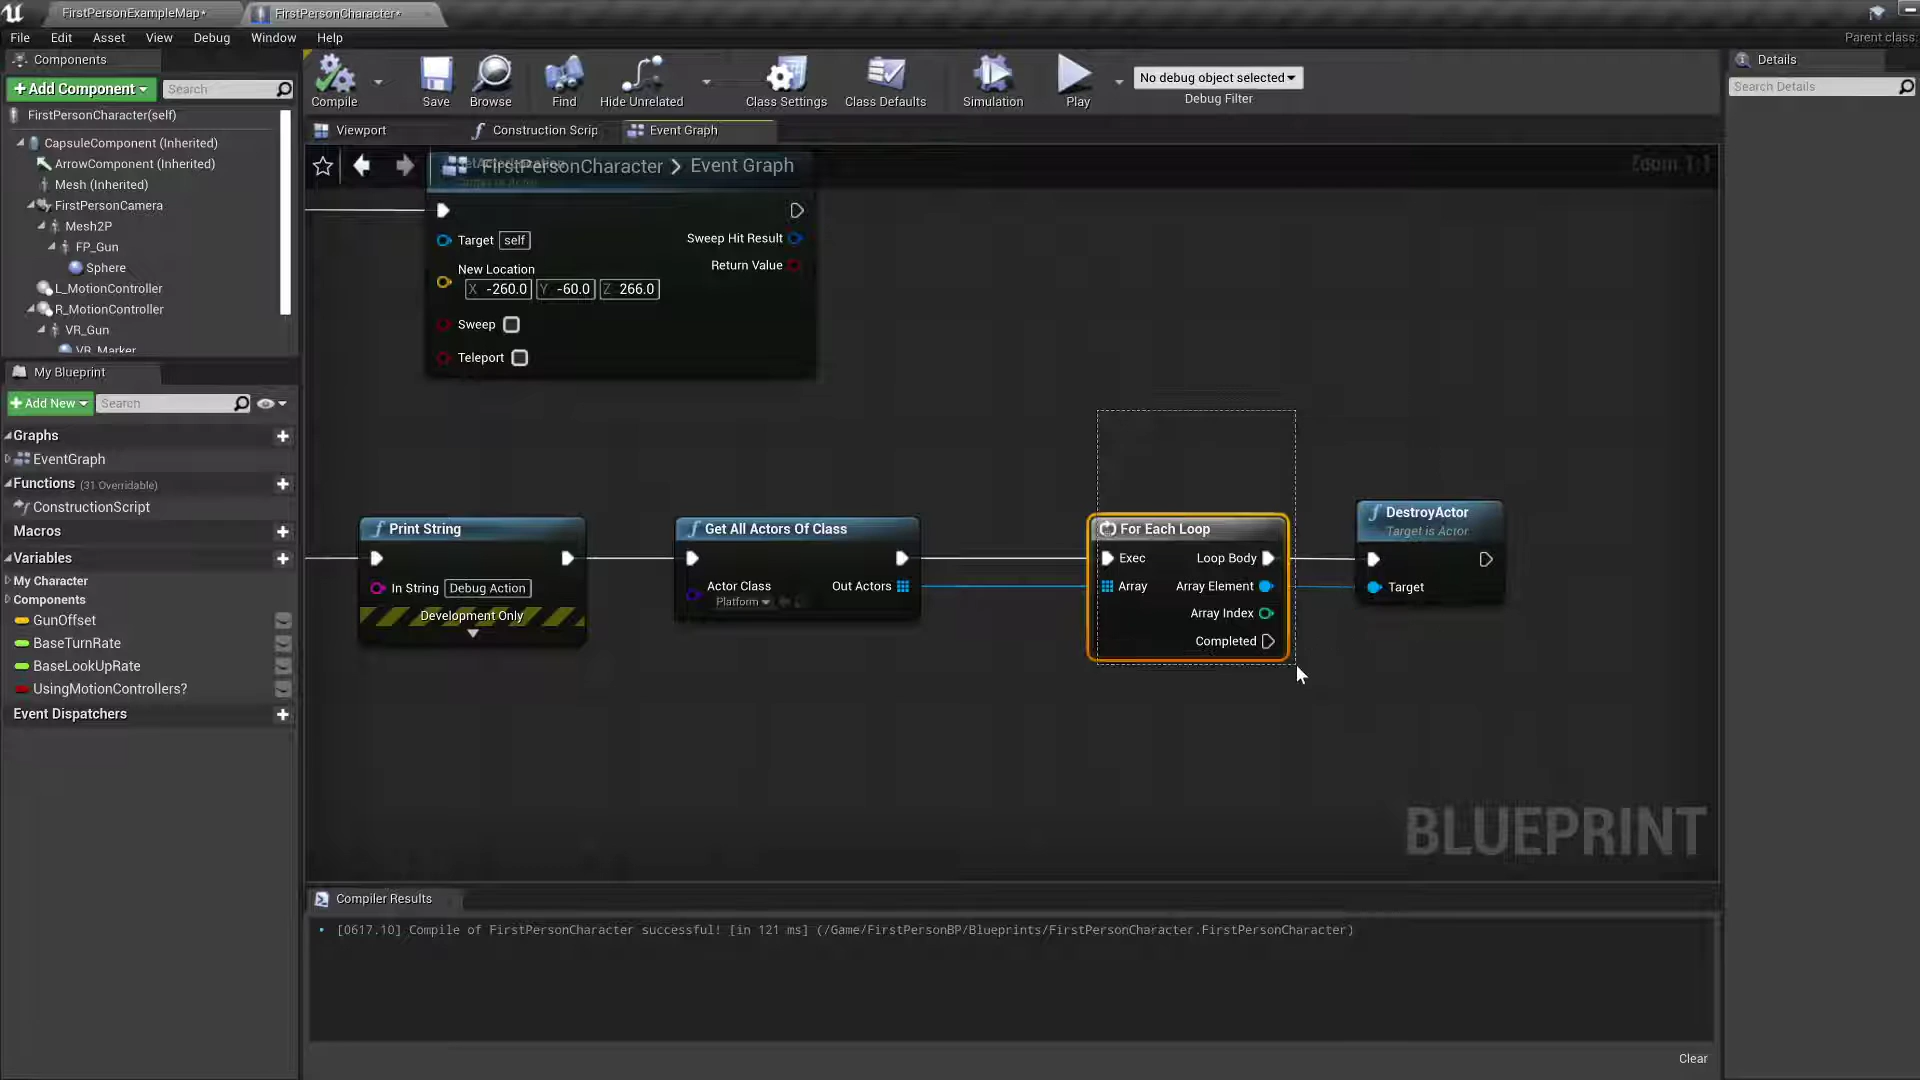 FirstPersonExampleMap*
FirstPersonCharacter*
File Edit Asset View Debug Window Help
Parent class:
Components
+Add Component
Search
FirstPersonCharacter(self)
CapsuleComponent (Inherited)
ArrowComponent (Inherited)
Mesh (Inherited)
FirstPersonCamera
Mesh2P
FP_Gun
Sphere
L_MotionController
R_MotionController
VR_Gun
VR_Marker
My Blueprint
+Add New
Search
Graphs
EventGraph
Functions (31 Overridable)
ConstructionScript
Macros
Variables
My Character
Components
GunOffset
BaseTurnRate
BaseLookUpRate
UsingMotionControllers?
Event Dispatchers
Compile
Save
Browse
Find
Hide Unrelated
Class Settings
Class Defaults
Simulation
Play
No debug object selected
Debug Filter
Viewport
Construction Scrip
Event Graph
FirstPersonCharacter > Event Graph
Zoom 1:1
Target self
Sweep Hit Result
New Location
Return Value
X -260.0 Y -60.0 Z 266.0
Sweep
Teleport
Print String
In String Debug Action
Development Only
Get All Actors Of Class
Actor Class
Platform
Out Actors
For Each Loop
Exec Loop Body
Array Array Element
Array Index
Completed
DestroyActor
Target is Actor
Target
BLUEPRINT
Compiler Results
[0617.10] Compile of FirstPersonCharacter successful! [in 121 ms] (/Game/FirstPersonBP/Blueprints/FirstPersonCharacter.FirstPersonCharacter)
Clear
Details
Search Details